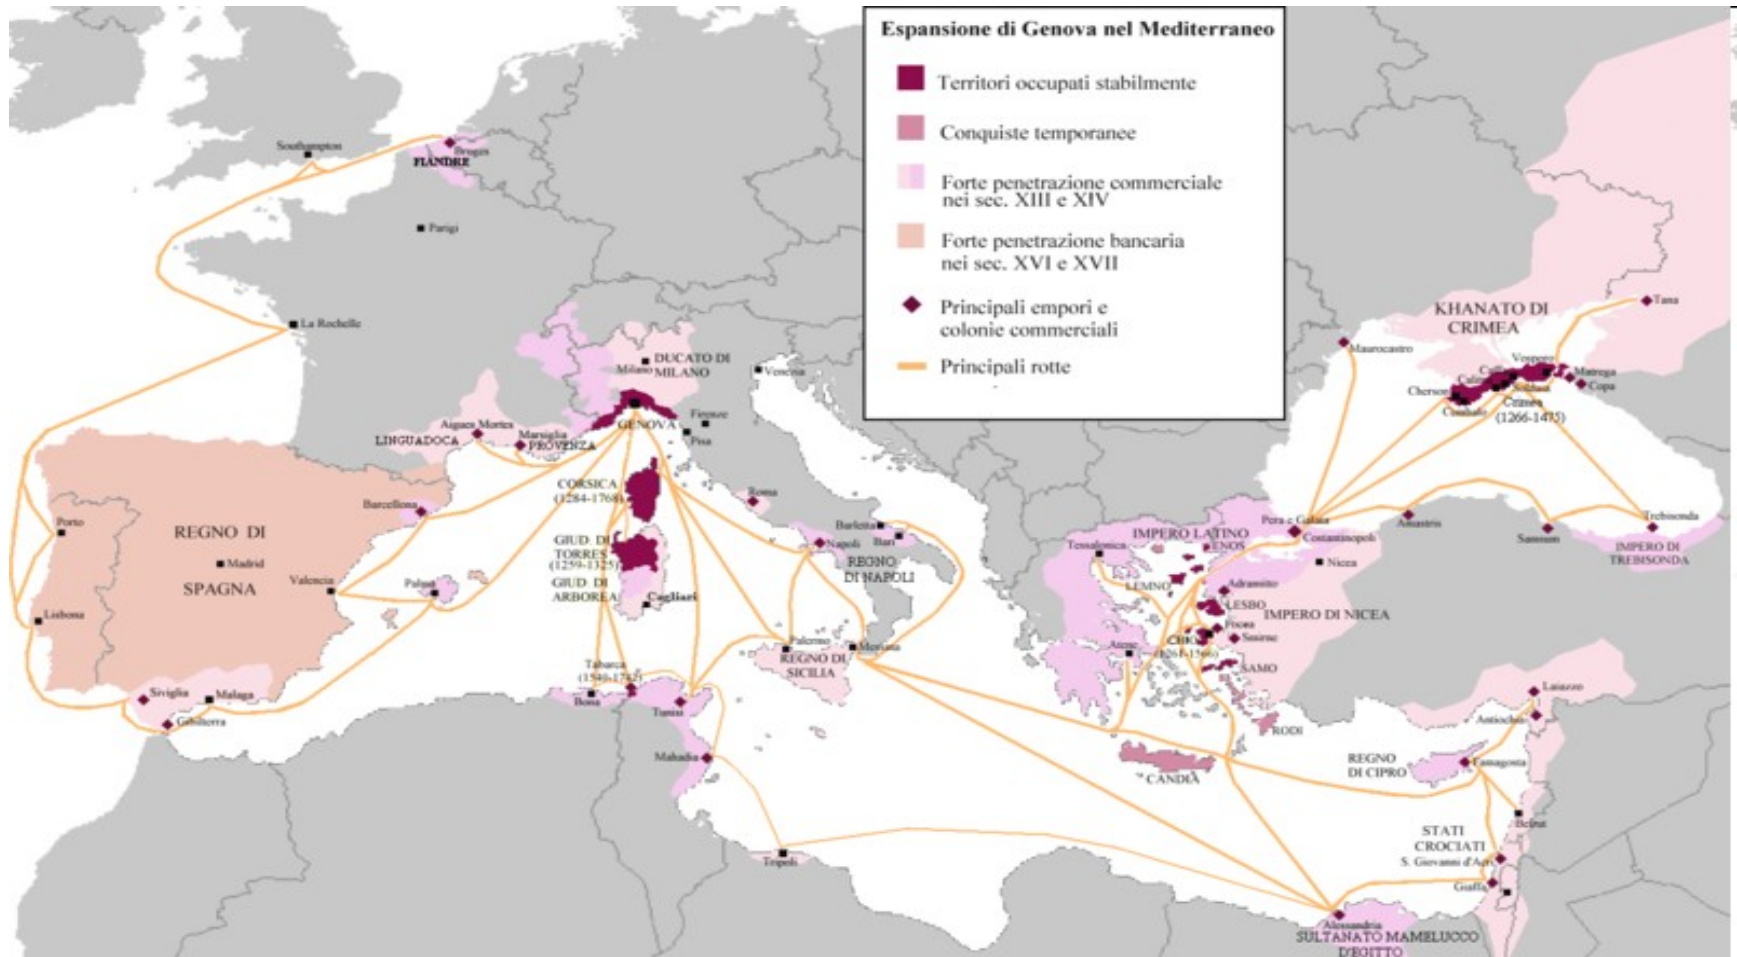 Espansione di Genova nel Mediterraneo
Territori occupati stabilmente
Conquiste temporanee
Forte penetrazione commerciale
nei sec. XIII e XIV
Forte penetrazione bancaria
nei sec. XVI e XVII
Principali empori e
colonie commerciali
Principali rotte
Southampton
Bruges
FIANDRE
Parigi
La Rochelle
DUCATO DI
MILANO
Milano
Venezia
GENOVA
Firenze
Pisa
Aigues Mortes
LINGUADOCA
Marsiglia
PROVENZA
CORSICA
(1284-1768)
Barcellona
Roma
Porto
REGNO DI
SPAGNA
Madrid
Valencia
Palma
Lisbona
Siviglia
Malaga
Gibilterra
GIUD. DI
TORRES
(1259-1325)
GIUD. DI
ARBOREA
Cagliari
Barletta
Bari
Napoli
REGNO
DI NAPOLI
Palermo
Messina
REGNO DI
SICILIA
Tabarca
(1540-1742)
Bona
Tunisi
Mahadia
Tripoli
KHANATO DI
CRIMEA
Tana
Maurocastro
Vospero
Matrega
Copa
Cherson
Crimea
(1266-1475)
Pera e Galata
Costantinopoli
IMPERO LATINO
ENOS
Tessalonica
Amastris
Trebisonda
IMPERO DI
TREBISONDA
Nicea
Adramito
LEMNO
LESBO
IMPERO DI NICEA
Focea
Smirne
CHIO
(1261-1566)
Atene
SAMO
RODI
CANDIA
Laiazzo
Antiochia
REGNO
DI CIPRO
Famagosta
Beirut
STATI
CROCIATI
S. Giovanni d'Acri
Giaffa
Alessandria
SULTANATO MAMELUCCO
D'EGITTO